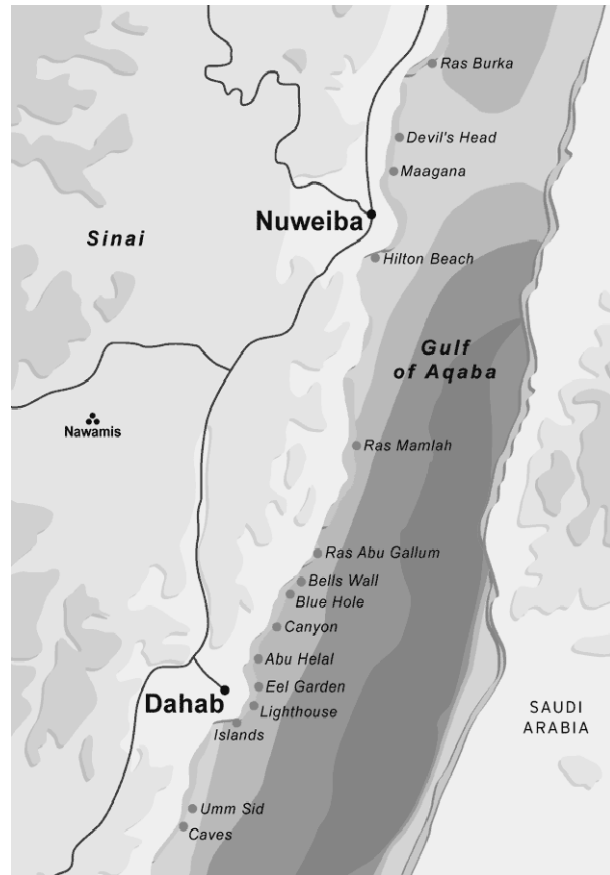 Ras Burka
Devil's Head
Maagana
Nuweiba
Sinai
Hilton Beach
Gulf
of Aqaba
Nawamis
Ras Mamlah
Ras Abu Gallum
Bells Wall
Blue Hole
Canyon
Abu Helal
Eel Garden
Dahab
Lighthouse
SAUDI
ARABIA
Islands
Umm Sid
Caves